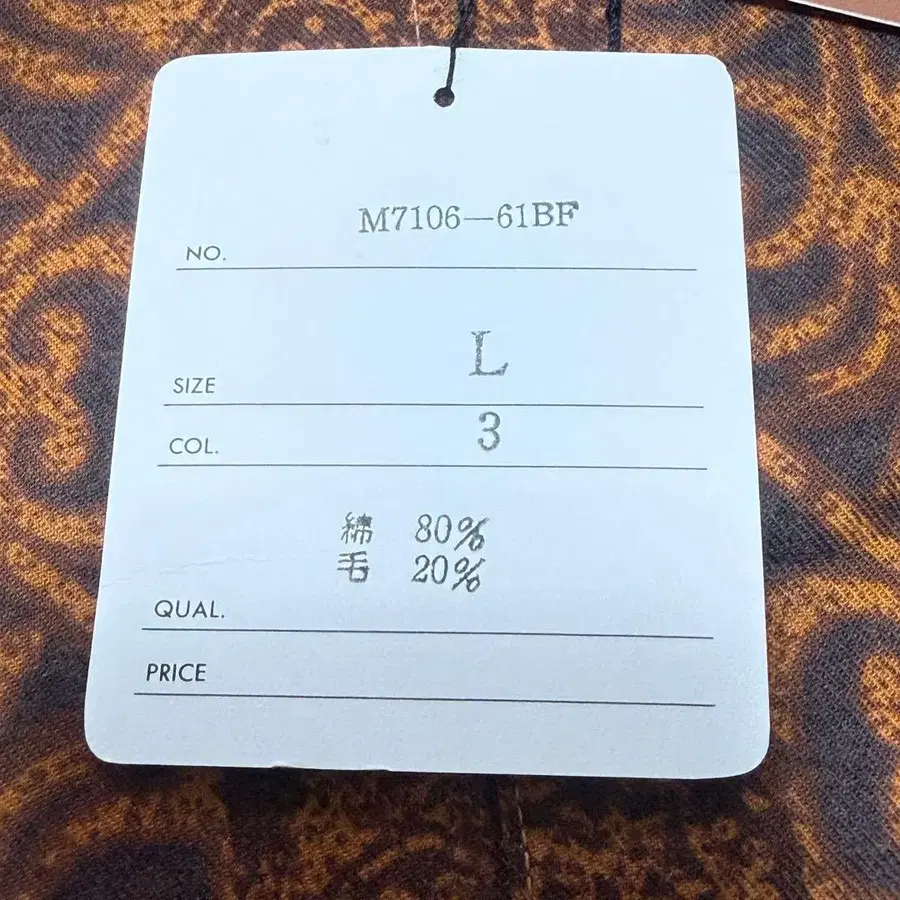 M7106—61BF
NO.
L
SIZE
3
COL.
綿 80%
毛 20%
QUAL.
PRICE